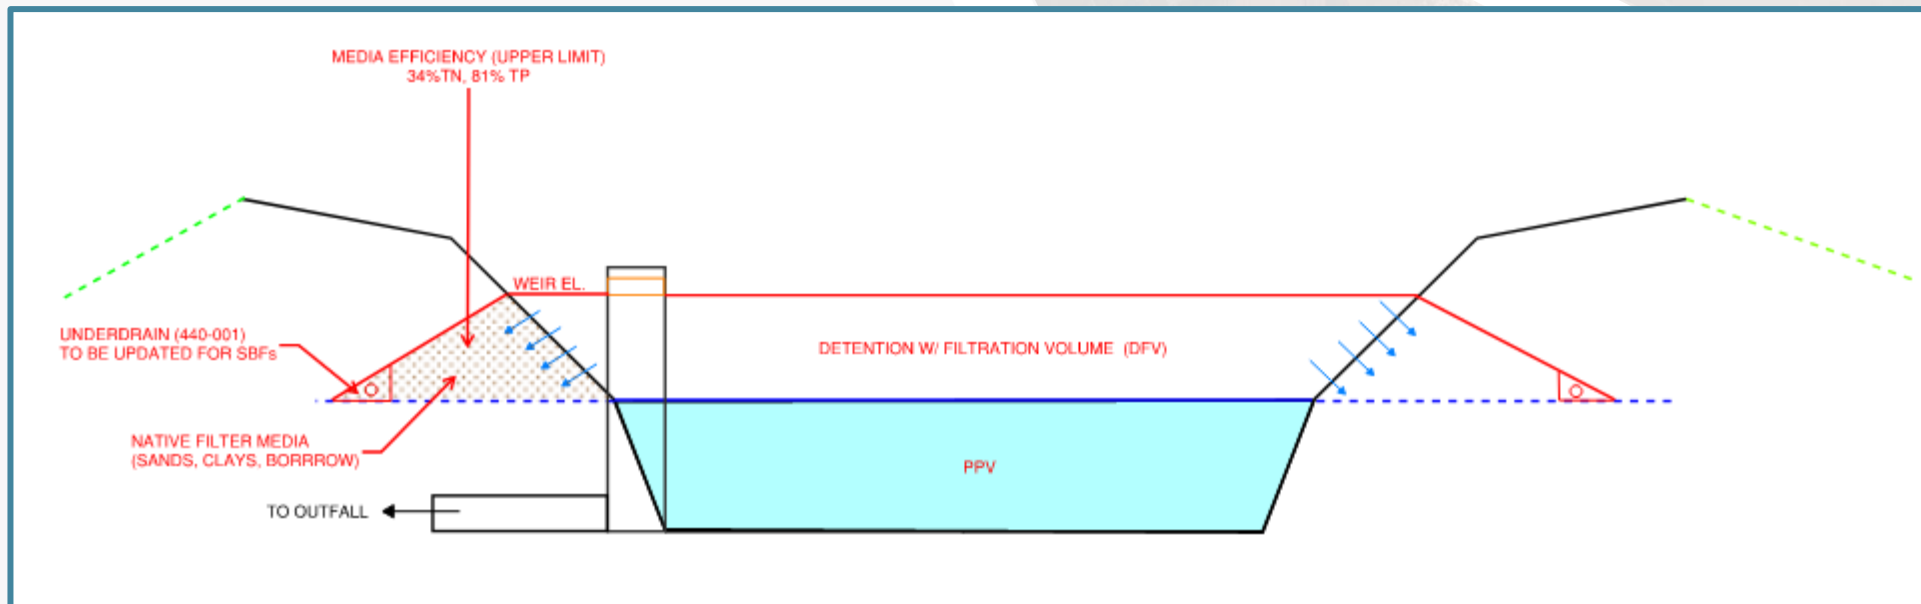 MEDIA EFFICIENCY (UPPER LIMIT)
34%TN, 81% TP
WEIR EL.
UNDERDRAIN (440-001)
TO BE UPDATED FOR SBFs
DETENTION W/ FILTRATION VOLUME (DFV)
NATIVE FILTER MEDIA
(SANDS, CLAYS, BORRROW)
PPV
TO OUTFALL